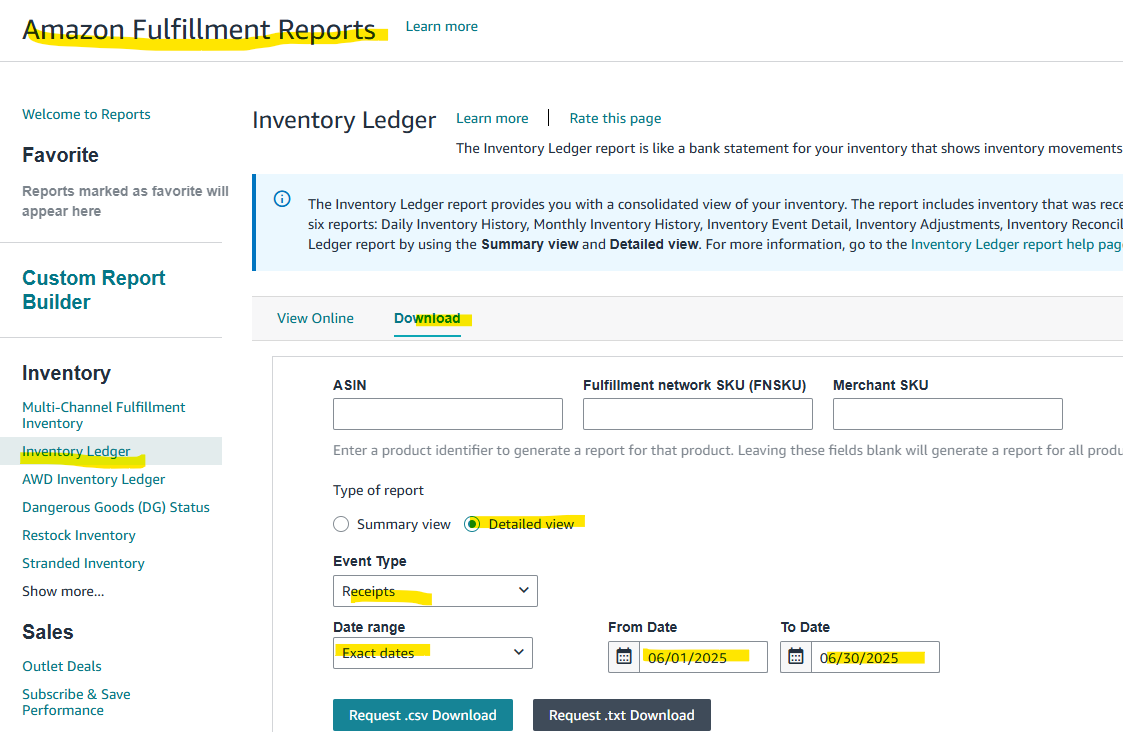 Amazon Fulfillment Reports Learn more
Welcome to Reports
Favorite
Reports marked as favorite will
appear here
Custom Report
Builder
Inventory
Multi-Channel Fulfillment
Inventory
Inventory Ledger
AWD Inventory Ledger
Dangerous Goods (DG) Status
Restock Inventory
Stranded Inventory
Show more...
Sales
Outlet Deals
Subscribe & Save
Performance
Inventory Ledger Learn more | Rate this page
The Inventory Ledger report is like a bank statement for your inventory that shows inventory movements
The Inventory Ledger report provides you with a consolidated view of your inventory. The report includes inventory that was rece
six reports: Daily Inventory History, Monthly Inventory History, Inventory Event Detail, Inventory Adjustments, Inventory Reconcil
Ledger report by using the Summary view and Detailed view. For more information, go to the Inventory Ledger report help pag
View Online Download
ASIN Fulfillment network SKU (FNSKU) Merchant SKU
Enter a product identifier to generate a report for that product. Leaving these fields blank will generate a report for all produ
Type of report
Summary view Detailed view
Event Type
Receipts
Date range From Date To Date
Exact dates 06/01/2025 06/30/2025
Request .csv Download Request .txt Download